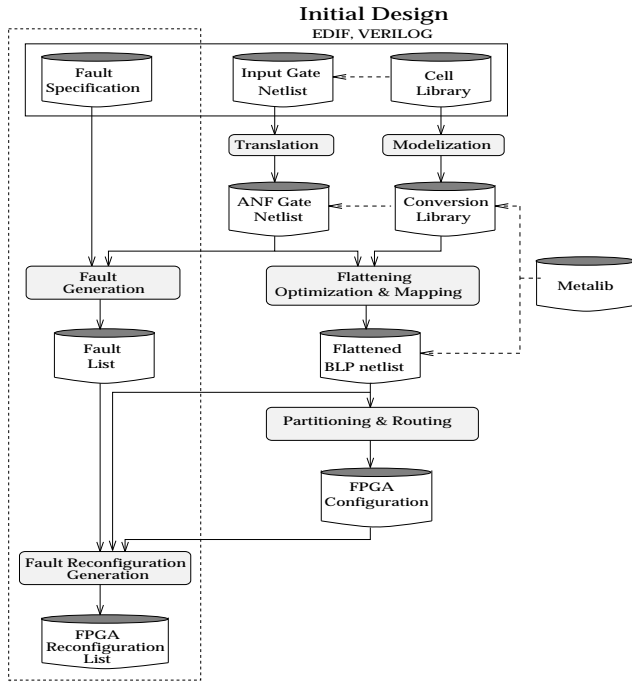 Initial Design
EDIF, VERILOG
Fault
Specification
Input Gate
Netlist
Cell
Library
Translation
Modelization
ANF Gate
Netlist
Conversion
Library
Fault
Generation
Flattening
Optimization & Mapping
Metalib
Fault
List
Flattened
BLP netlist
Partitioning & Routing
FPGA
Configuration
Fault Reconfiguration
Generation
FPGA
Reconfiguration
List